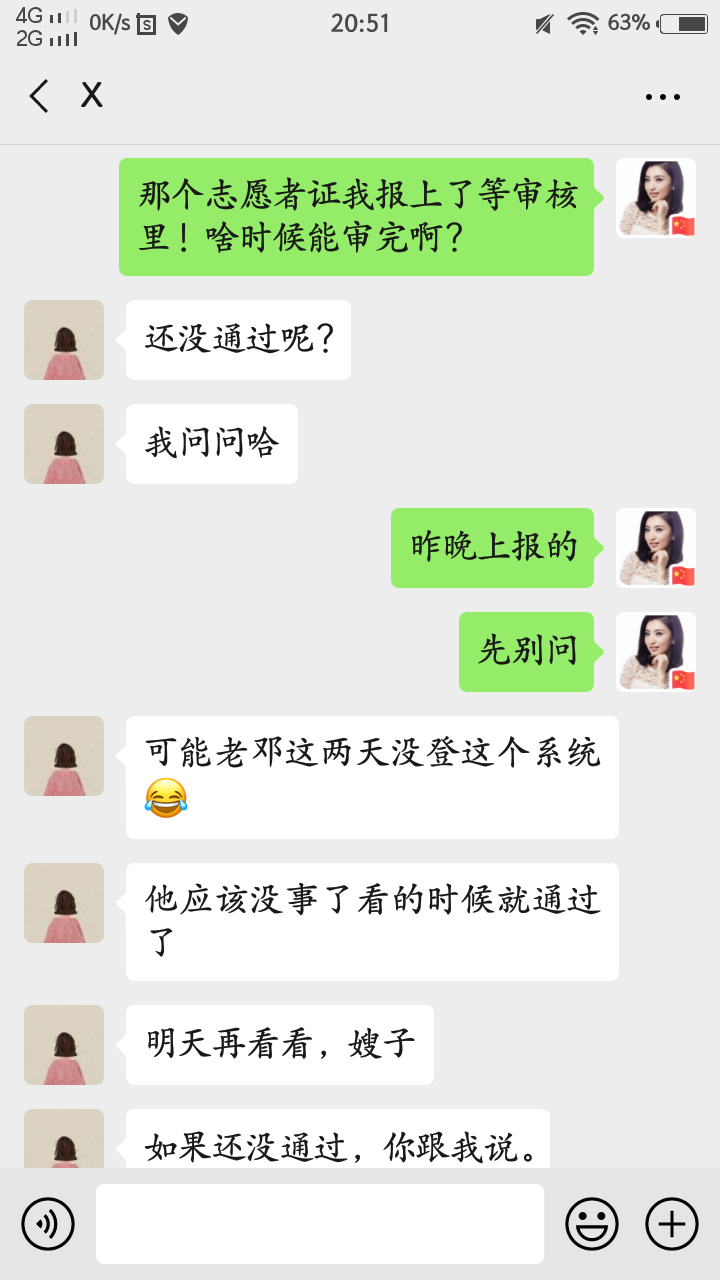 4G
2G
0K/s
S
20:51
63%
X
那个志愿者证我报上了等审核
里！啥时候能审完啊？
还没通过呢？
我问问哈
昨晚上报的
先别问
可能老邓这两天没登这个系统
😂
他应该没事了看的时候就通过
了
明天再看看，嫂子
如果还没通过，你跟我说。